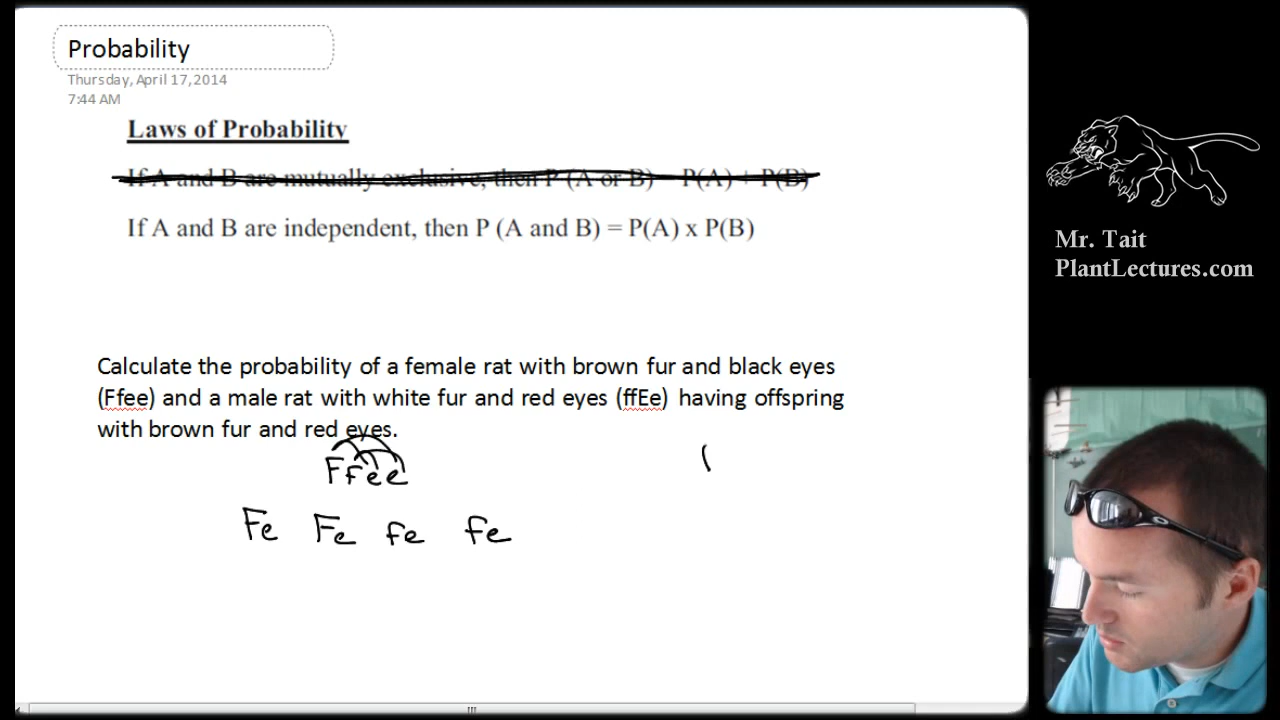 Probability
Thursday, April 17, 2014
7:44 AM
Laws of Probability
If A and B are mutually exclusive, then P (A or B) = P(A) + P(B)
If A and B are independent, then P (A and B) = P(A) x P(B)
Calculate the probability of a female rat with brown fur and black eyes
(Ffee) and a male rat with white fur and red eyes (ffEe) having offspring
with brown fur and red eyes.
Ffee
Fe Fe fe fe
Mr. Tait
PlantLectures.com